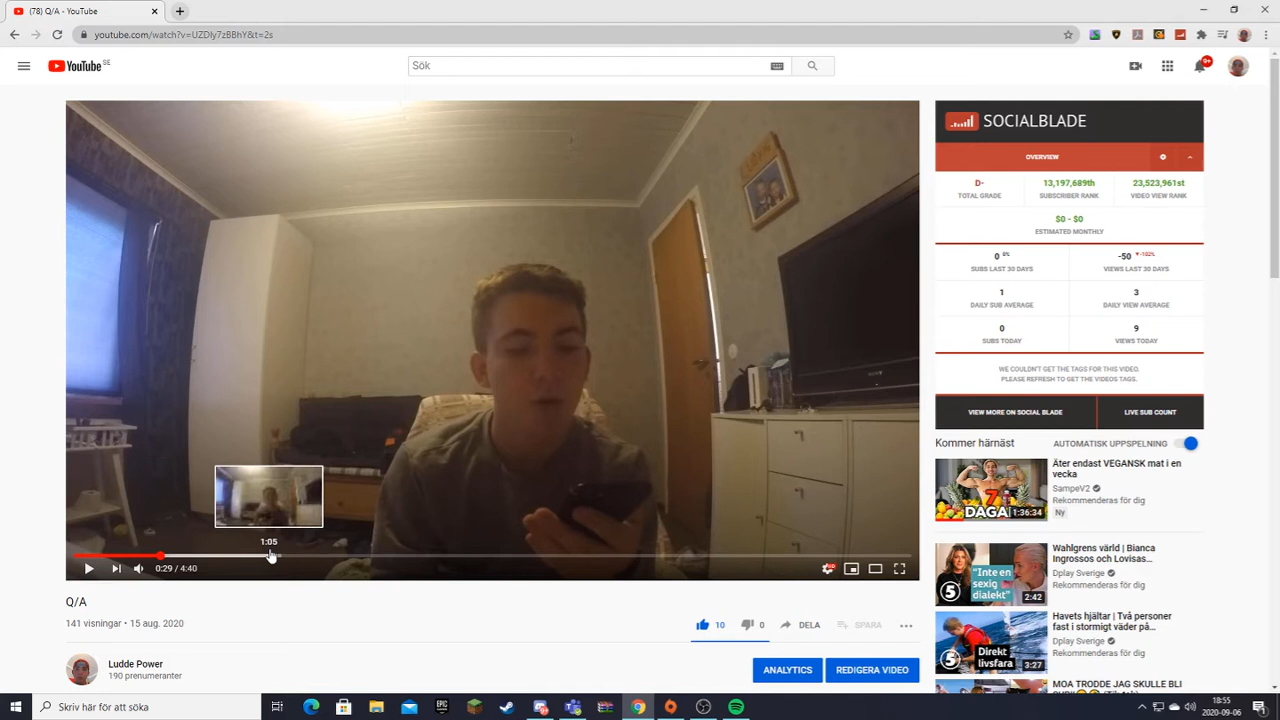 (78) Q/A - YouTube
youtube.com/watch?v=UZDly7zBBhY&t=2s
YouTube SE
Sök
9+
SOCIALBLADE
OVERVIEW
D-
TOTAL GRADE
13,197,689th
SUBSCRIBER RANK
23,523,961st
VIDEO VIEW RANK
$0 - $0
ESTIMATED MONTHLY
0 0%
SUBS LAST 30 DAYS
-50 ▼-102%
VIEWS LAST 30 DAYS
1
DAILY SUB AVERAGE
3
DAILY VIEW AVERAGE
0
SUBS TODAY
9
VIEWS TODAY
WE COULDN'T GET THE TAGS FOR THIS VIDEO.
PLEASE REFRESH TO GET THE VIDEOS TAGS.
VIEW MORE ON SOCIAL BLADE
LIVE SUB COUNT
Kommer härnäst
AUTOMATISK UPPSPELNING
7
DAGA
1:36:34
Äter endast VEGANSK mat i en
vecka
SampeV2
Rekommenderas för dig
Ny
"Inte en
sexig
dialekt"
5
2:42
Wahlgrens värld | Bianca
Ingrossos och Lovisas...
Dplay Sverige
Rekommenderas för dig
Direkt
livsfara
5
3:27
Havets hjältar | Två personer
fast i stormigt väder på...
Dplay Sverige
Rekommenderas för dig
MOA TRODDE JAG SKULLE BLI
1:05
0:29 / 4:40
Q/A
141 visningar • 15 aug. 2020
10
0
DELA
SPARA
Ludde Power
190 prenumeranter
ANALYTICS
REDIGERA VIDEO
Skriv här för att söka
EPIC
GAMES
18:55
2020-09-06